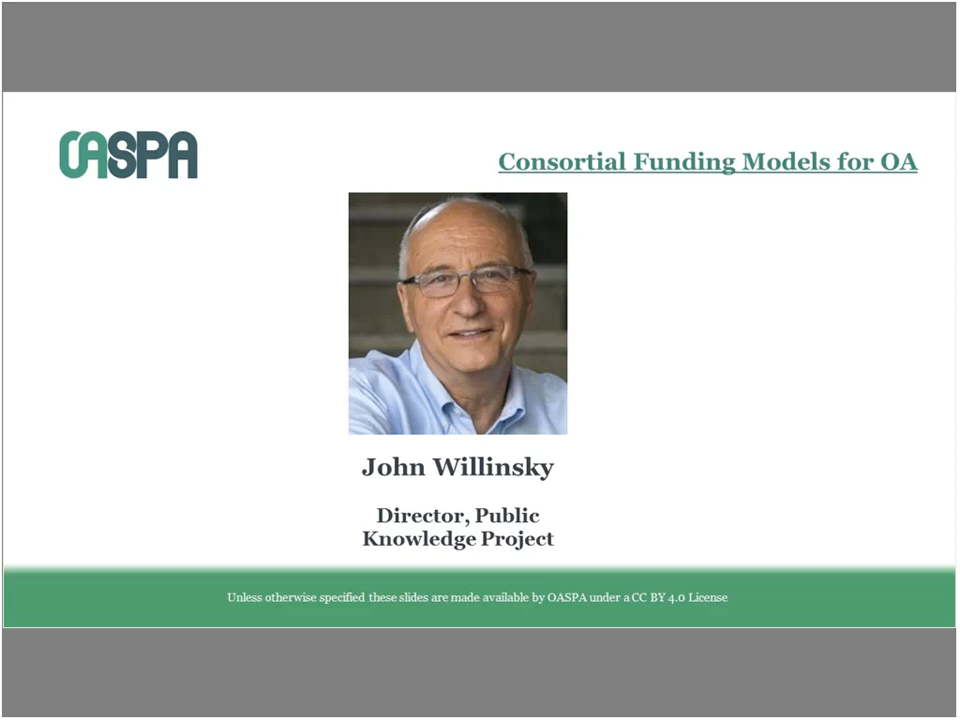 OASPA
Consortial Funding Models for OA
John Willinsky
Director, Public
Knowledge Project
Unless otherwise specified these slides are made available by OASPA under a CC BY 4.0 License